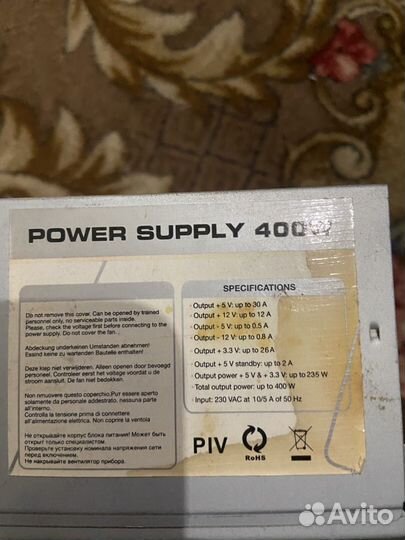 POWER SUPPLY 400W
Do not remove this cover. Can be opened by trained
personnel only, no serviceable parts inside.
Please, check the voltage first before connecting to the
power supply. Do not cover the fan. .
Abdeckung underkeinen Umstanden abnehmen!
Essind keine zu wartenden Bautelle enthalten!
Deze kiep niet verwijderen. Alleen opendoor bevoegd
personeel. Controleer eerst het voltage voordat u de
stroom aansluit. De fan niet bedekken.
Non rimuovere questo coperchio.Pur essere aperto
solamente da personale addestrato, nessuna parte
all'interno.
Controlla la tensione prima di connettere
all'alimentazione elettrica. Non coprire la ventola
Не открывайте корпус блока питания! Может быть
открыт только специалистом.
Проверьте установку номинала напряжения сети
перед включением.
Не накрывайте вентилятор прибора.
SPECIFICATIONS
· Output + 5 V: up to 30 A
· Output + 12 V: up to 12 A
· Output - 5 V: up to 0.5 A
· Output - 12 V: up to 0.8 A
· Output + 3.3 V: up to 26 A
· Output + 5 V standby: up to 2 A
· Output power + 5 V & + 3.3 V: up to 235 W
· Total output power: up to 400 W
· Input: 230 VAC at 10/5 A of 50 Hz
PIV
RoHS
Avito